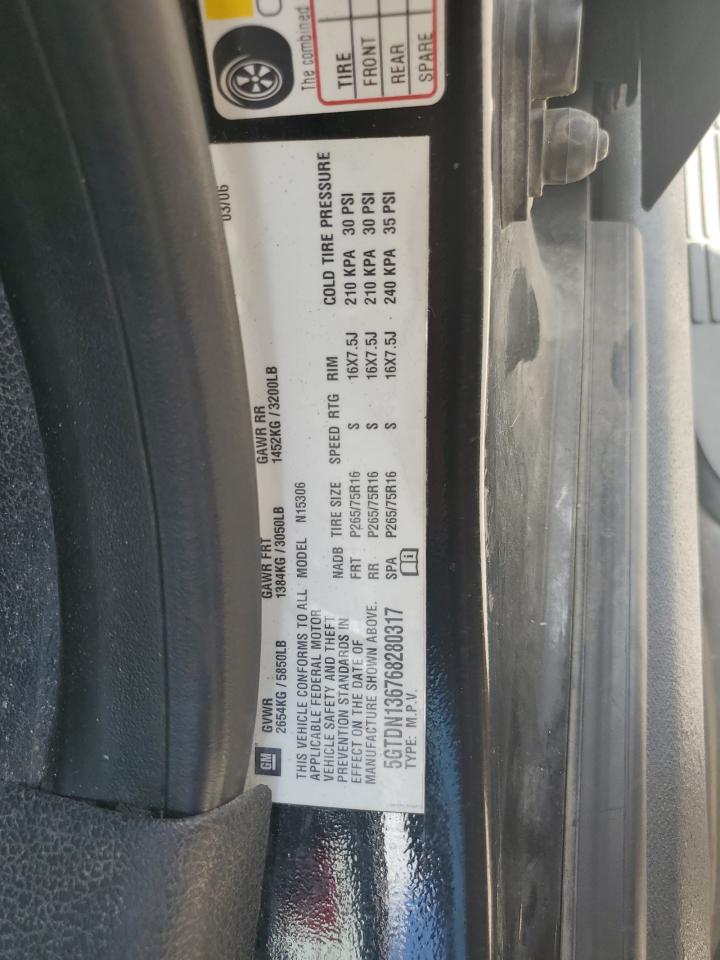 The combined
TIRE
FRONT
REAR
SPARE
03/06
GM
GVWR GAWR FRT GAWR RR
2654KG / 5850LB 1384KG / 3050LB 1452KG / 3200LB
THIS VEHICLE CONFORMS TO ALL
APPLICABLE FEDERAL MOTOR
VEHICLE SAFETY AND THEFT
PREVENTION STANDARDS IN
EFFECT ON THE DATE OF
MANUFACTURE SHOWN ABOVE.
5GTDN136768280317
TYPE: M.P.V.
MODEL N15306
COLD TIRE PRESSURE
NADB TIRE SIZE SPEED RTG RIM
FRT P265/75R16 S 16X7.5J 210 KPA 30 PSI
RR P265/75R16 S 16X7.5J 210 KPA 30 PSI
SPA P265/75R16 S 16X7.5J 240 KPA 35 PSI